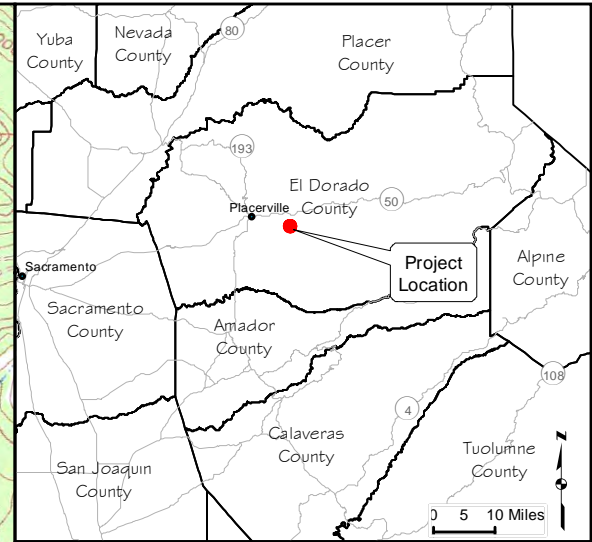 Yuba
County
Nevada
County
80
Placer
County
193
El Dorado
County
Placerville
50
Project
Location
Sacramento
Alpine
County
Sacramento
County
Amador
County
108
4
Calaveras
County
Tuolumne
County
San Joaquin
County
N
0 5 10 Miles